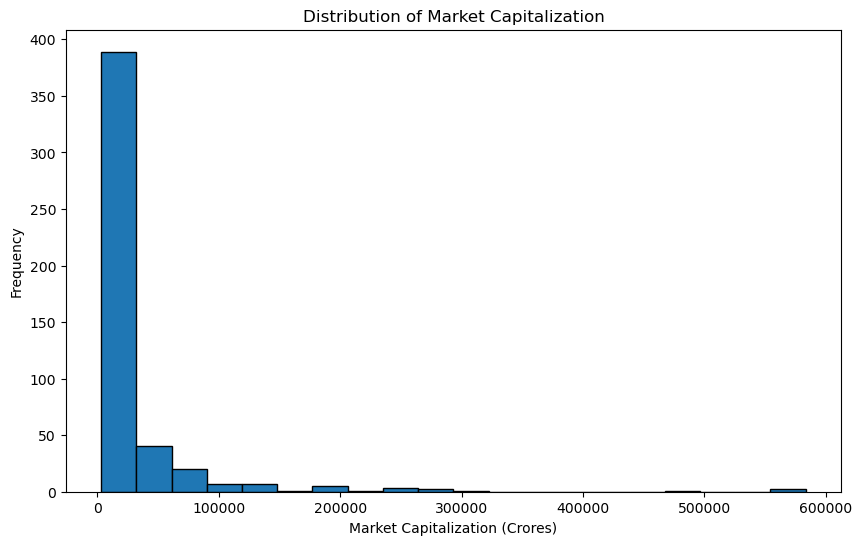 Distribution of Market Capitalization
400
350
300
250
200
150
100
50
0
Frequency
0 100000 200000 300000 400000 500000 600000
Market Capitalization (Crores)